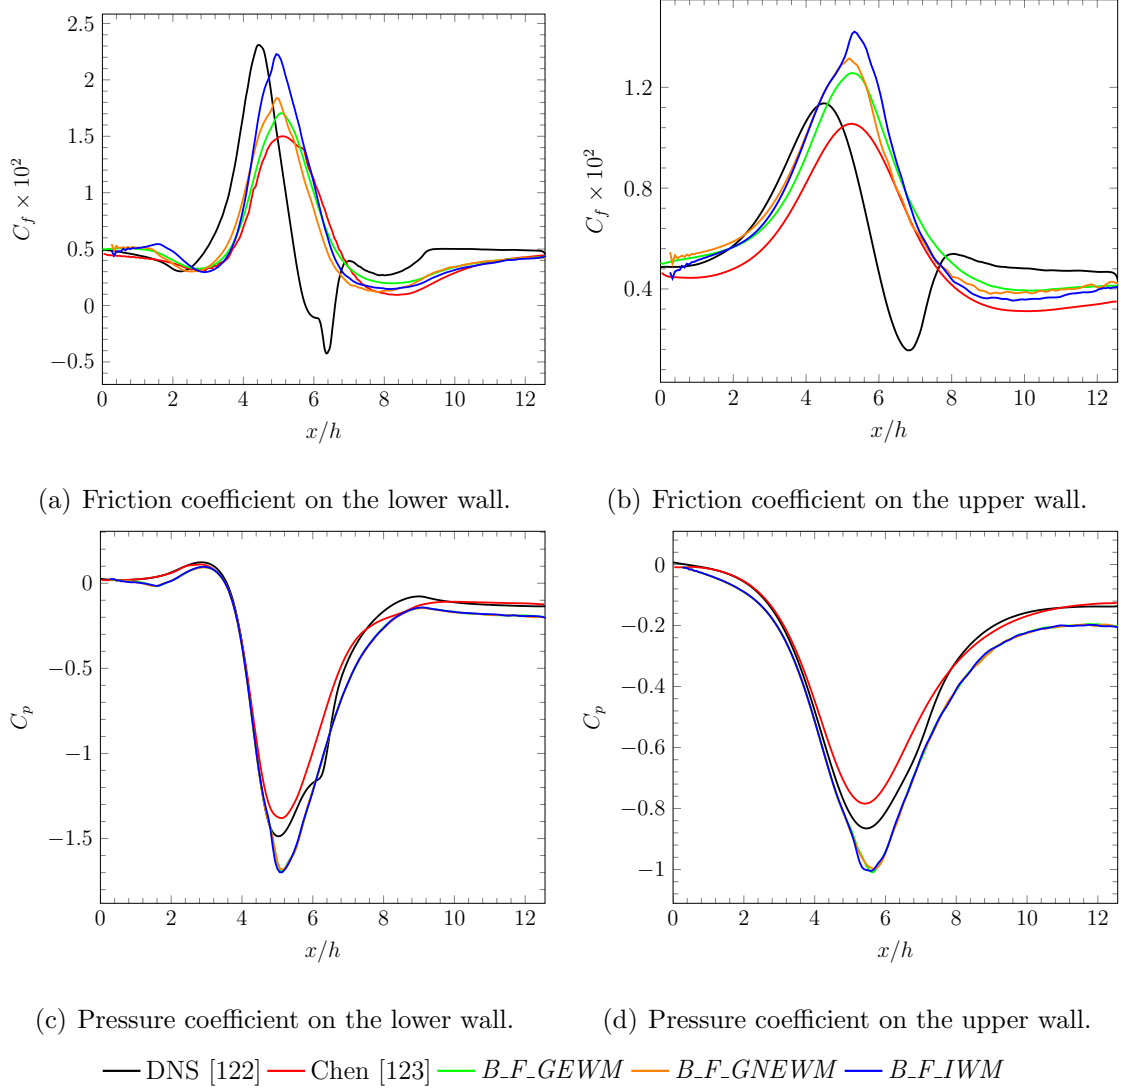 2.5
2
1.5
1
0.5
0
−0.5
C_f × 10²
0 2 4 6 8 10 12
x/h
(a) Friction coefficient on the lower wall.
1.2
0.8
0.4
C_f × 10²
0 2 4 6 8 10 12
x/h
(b) Friction coefficient on the upper wall.
0
−0.5
−1
−1.5
C_p
0 2 4 6 8 10 12
x/h
(c) Pressure coefficient on the lower wall.
0
−0.2
−0.4
−0.6
−0.8
−1
C_p
0 2 4 6 8 10 12
x/h
(d) Pressure coefficient on the upper wall.
DNS [122] Chen [123] B_F_GEWM B_F_GNEWM B_F_IWM